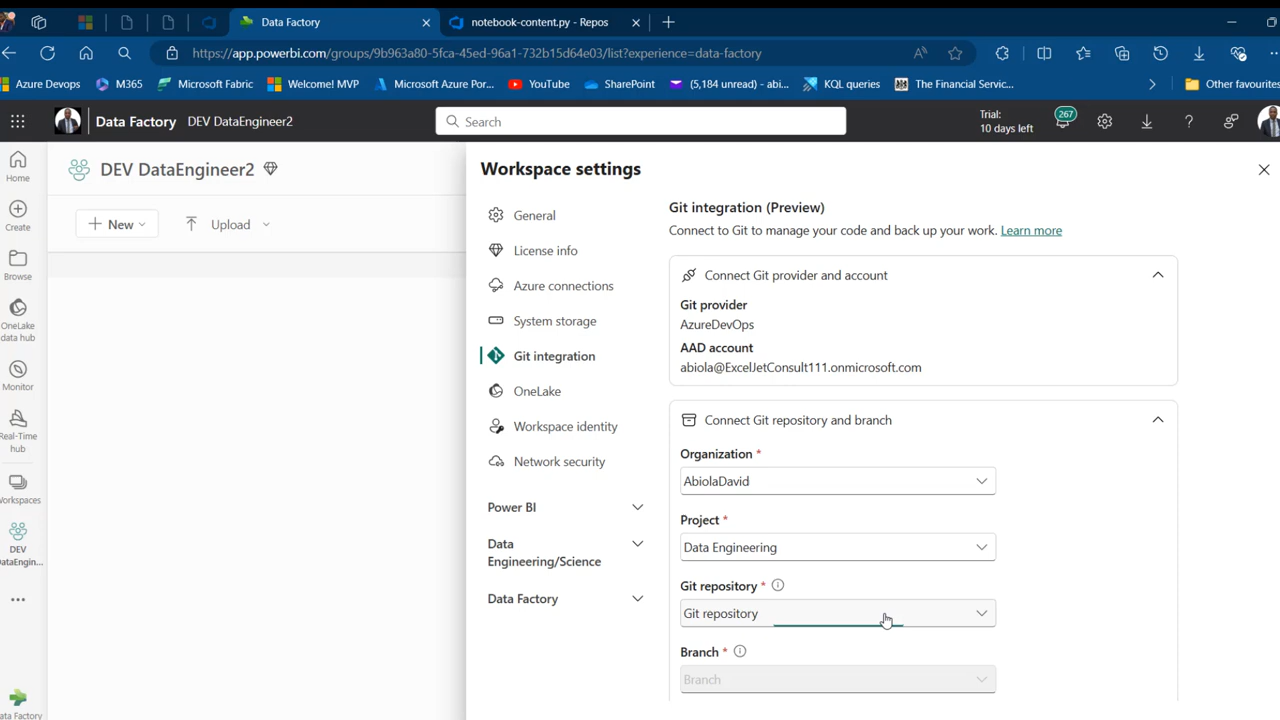 Data Factory
notebook-content.py - Repos
https://app.powerbi.com/groups/9b963a80-5fca-45ed-96a1-732b15d64e03/list?experience=data-factory
Azure Devops
M365
Microsoft Fabric
Welcome! MVP
Microsoft Azure Por...
YouTube
SharePoint
(5,184 unread) - abi...
KQL queries
The Financial Servic...
Other favourites
Data Factory
DEV DataEngineer2
Search
Trial:
10 days left
267
Home
Create
Browse
OneLake
data hub
Monitor
Real-Time
hub
Workspaces
DEV
DataEngin...
Data Factory
DEV DataEngineer2
New
Upload
Workspace settings
General
License info
Azure connections
System storage
Git integration
OneLake
Workspace identity
Network security
Power BI
Data
Engineering/Science
Data Factory
Git integration (Preview)
Connect to Git to manage your code and back up your work. Learn more
Connect Git provider and account
Git provider
AzureDevOps
AAD account
abiola@ExcelJetConsult111.onmicrosoft.com
Connect Git repository and branch
Organization *
AbiolaDavid
Project *
Data Engineering
Git repository *
Git repository
Branch *
Branch